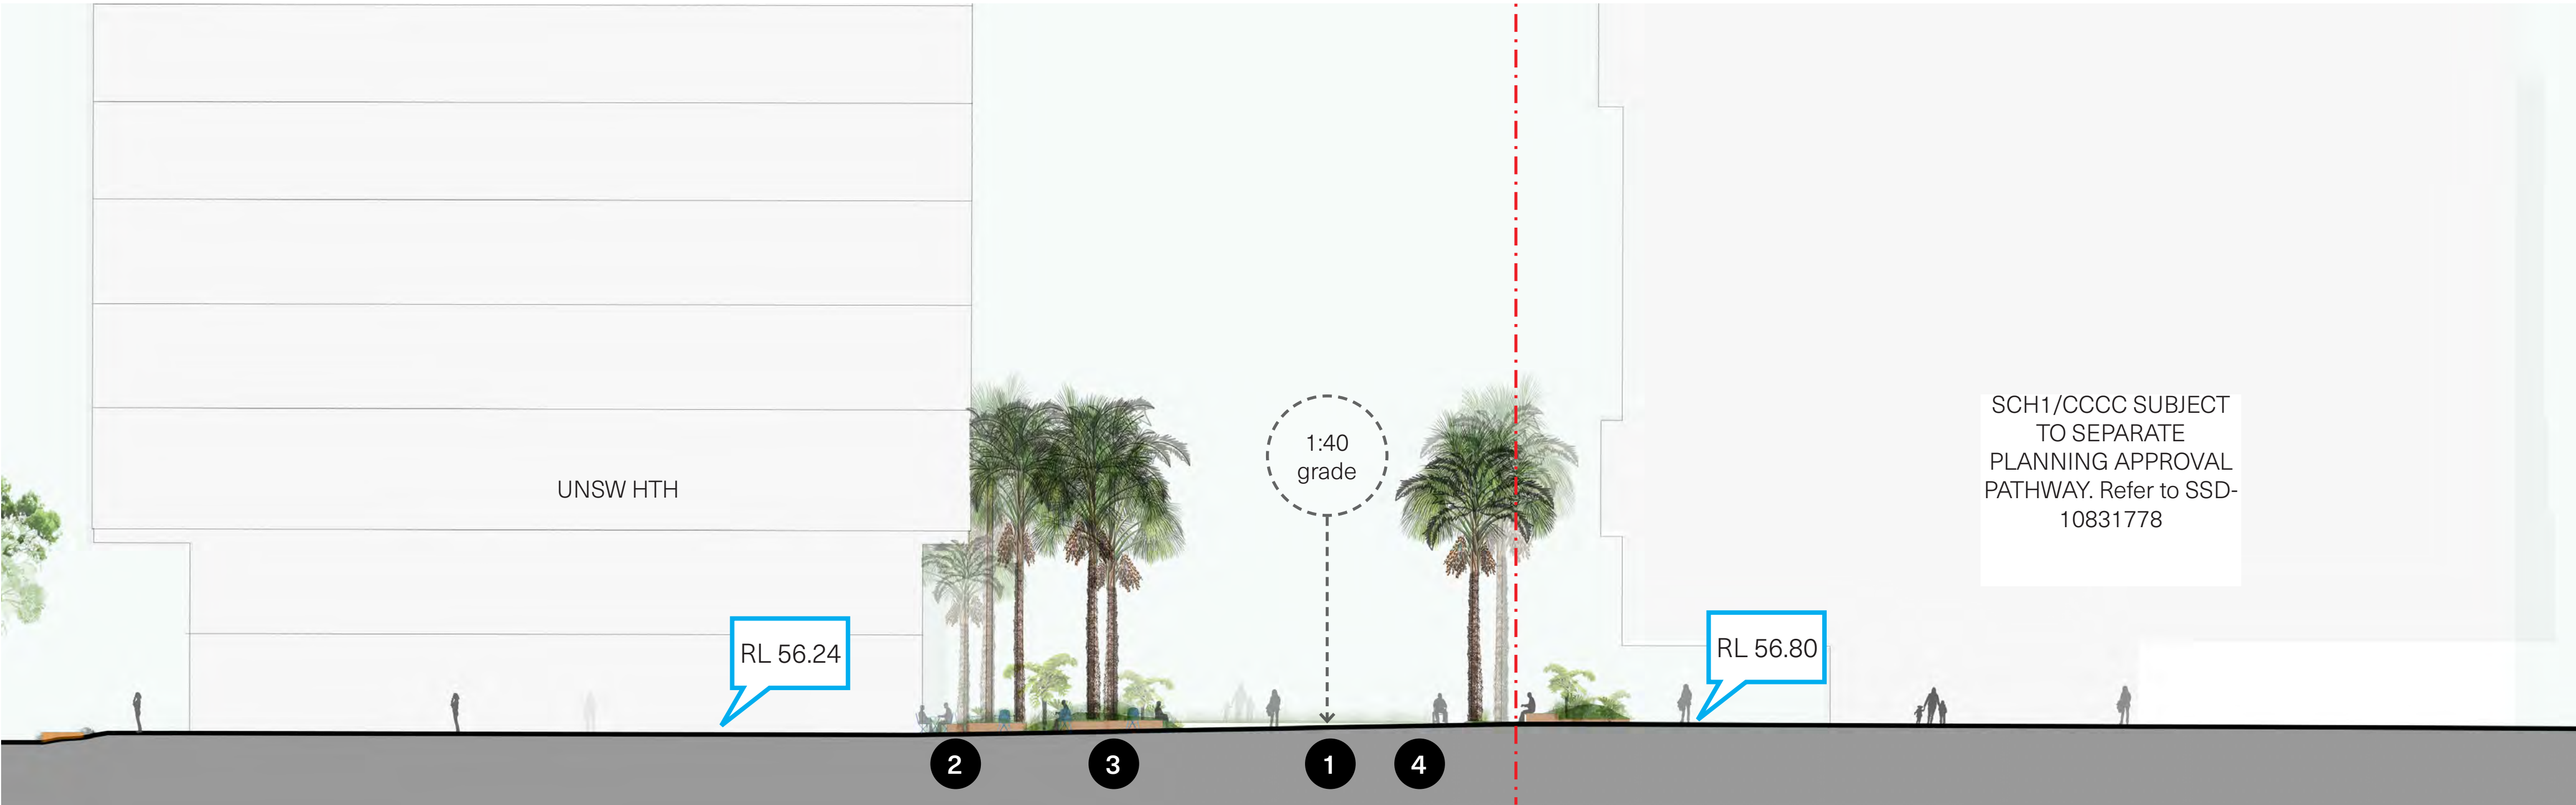 UNSW HTH
RL 56.24
1:40
grade
RL 56.80
SCH1/CCCC SUBJECT
TO SEPARATE
PLANNING APPROVAL
PATHWAY. Refer to SSD-
10831778
2
3
1
4